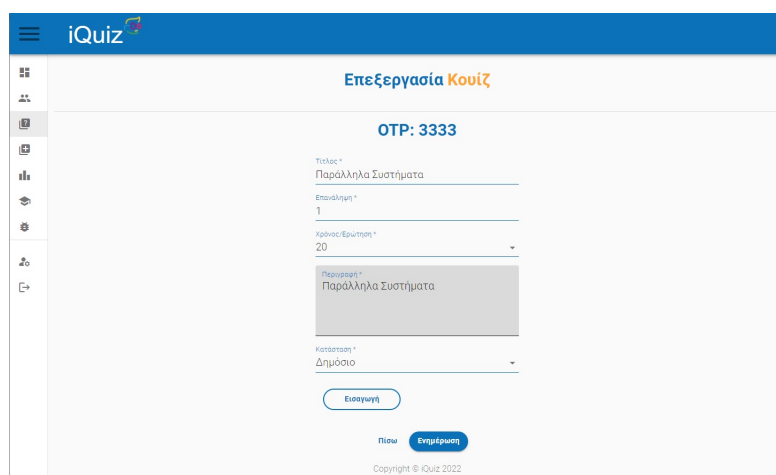 iQuiz
Επεξεργασία Κουίζ
OTP: 3333
Τίτλος *
Παράλληλα Συστήματα
Επανάληψη *
1
Χρόνος/Ερώτηση *
20
Περιγραφή *
Παράλληλα Συστήματα
Κατάσταση *
Δημόσιο
Εισαγωγή
Πίσω Ενημέρωση
Copyright © iQuiz 2022